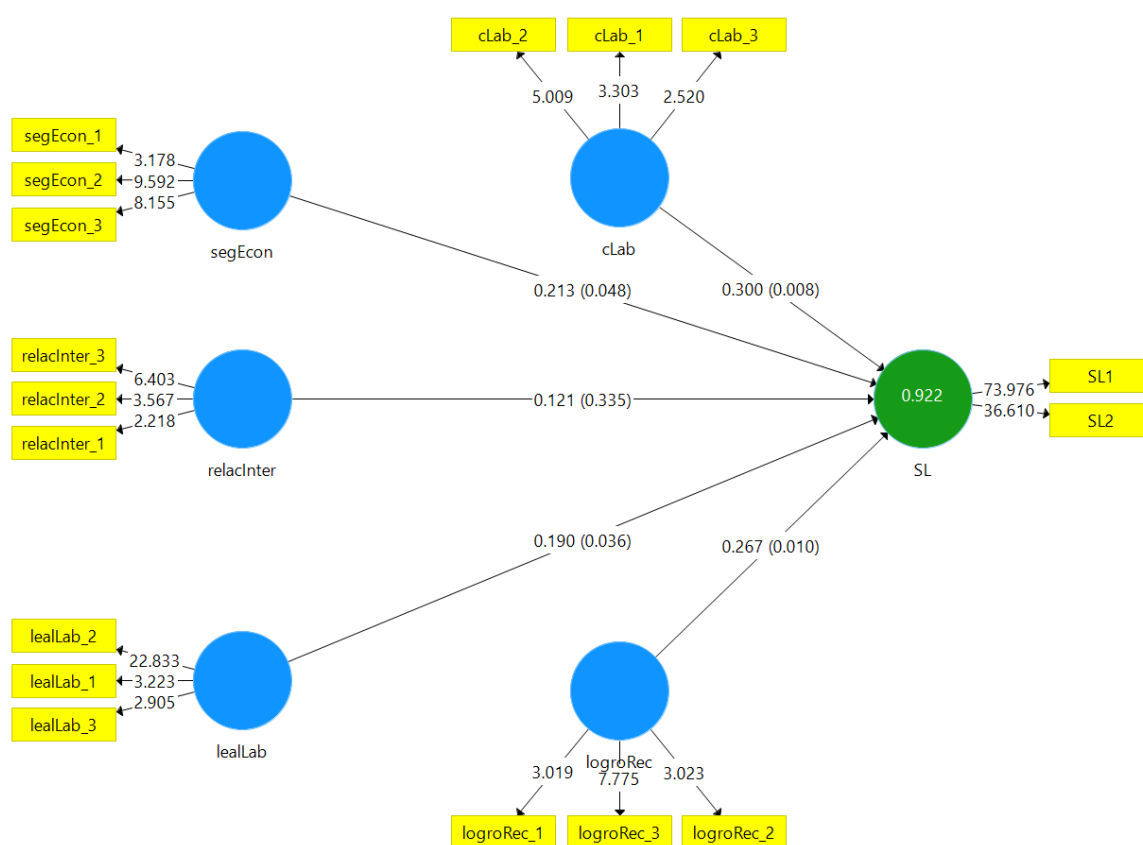 cLab_2
cLab_1
cLab_3
5.009
3.303
2.520
segEcon_1
segEcon_2
segEcon_3
3.178
9.592
8.155
segEcon
cLab
0.213 (0.048)
0.300 (0.008)
relacInter_3
relacInter_2
relacInter_1
6.403
3.567
2.218
relacInter
0.121 (0.335)
0.922
SL
73.976
36.610
SL1
SL2
0.190 (0.036)
0.267 (0.010)
lealLab_2
lealLab_1
lealLab_3
22.833
3.223
2.905
lealLab
logroRec
3.019
7.775
3.023
logroRec_1
logroRec_3
logroRec_2